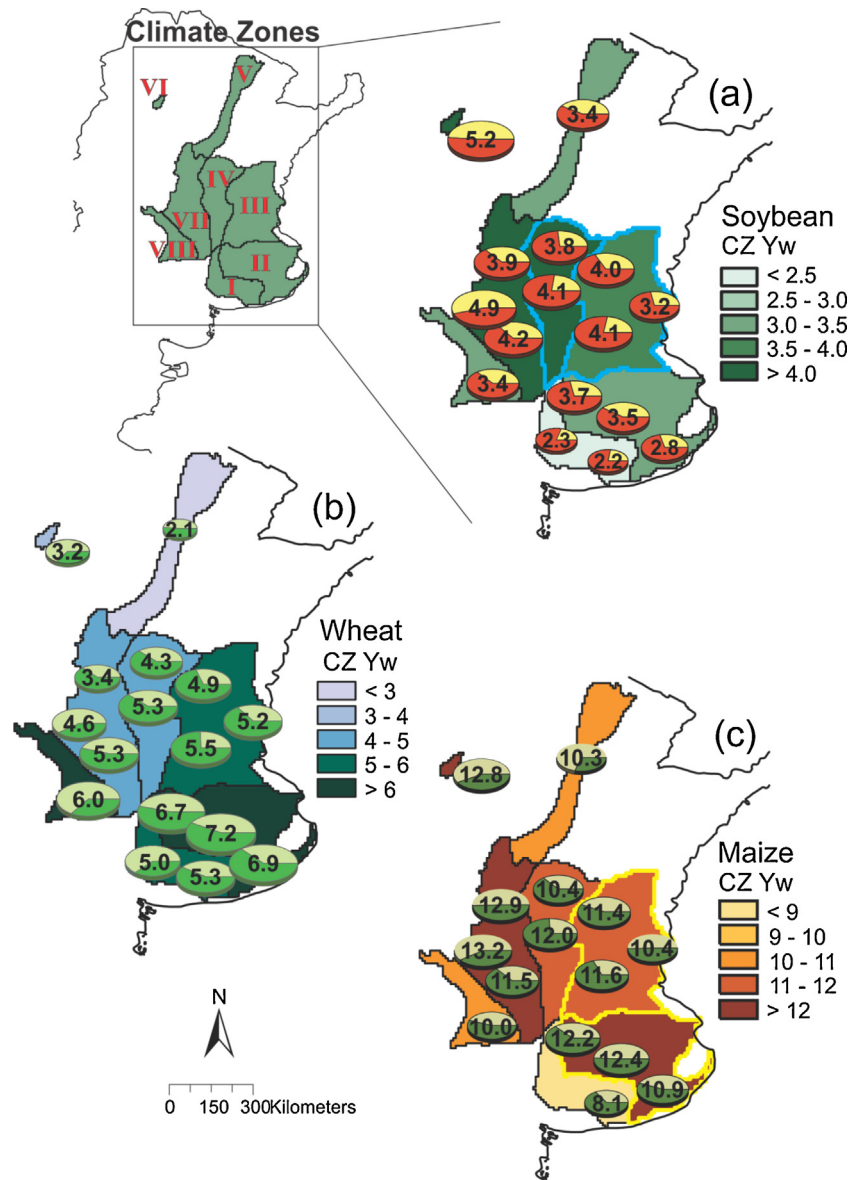 Climate Zones
V
VI
IV
III
VII
VIII
II
I
(a)
3.4
5.2
3.8
3.9
4.0
4.1
4.9
3.2
4.2
4.1
3.4
3.7
3.5
2.3
2.8
2.2
Soybean
CZ Yw
< 2.5
2.5 - 3.0
3.0 - 3.5
3.5 - 4.0
> 4.0
(b)
2.1
3.2
4.3
3.4
4.9
5.3
5.2
4.6
5.5
5.3
6.0
6.7
7.2
5.0
6.9
5.3
Wheat
CZ Yw
< 3
3 - 4
4 - 5
5 - 6
> 6
(c)
10.3
12.8
10.4
12.9
11.4
12.0
10.4
13.2
11.6
11.5
10.0
12.2
12.4
10.9
8.1
Maize
CZ Yw
< 9
9 - 10
10 - 11
11 - 12
> 12
N
0 150 300Kilometers